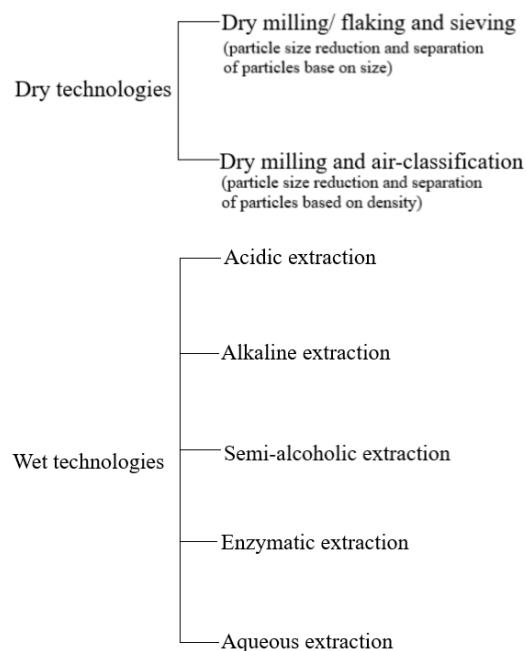 Dry milling/ flaking and sieving
(particle size reduction and separation
of particles base on size)
Dry technologies
Dry milling and air-classification
(particle size reduction and separation
of particles based on density)
Acidic extraction
Alkaline extraction
Semi-alcoholic extraction
Wet technologies
Enzymatic extraction
Aqueous extraction